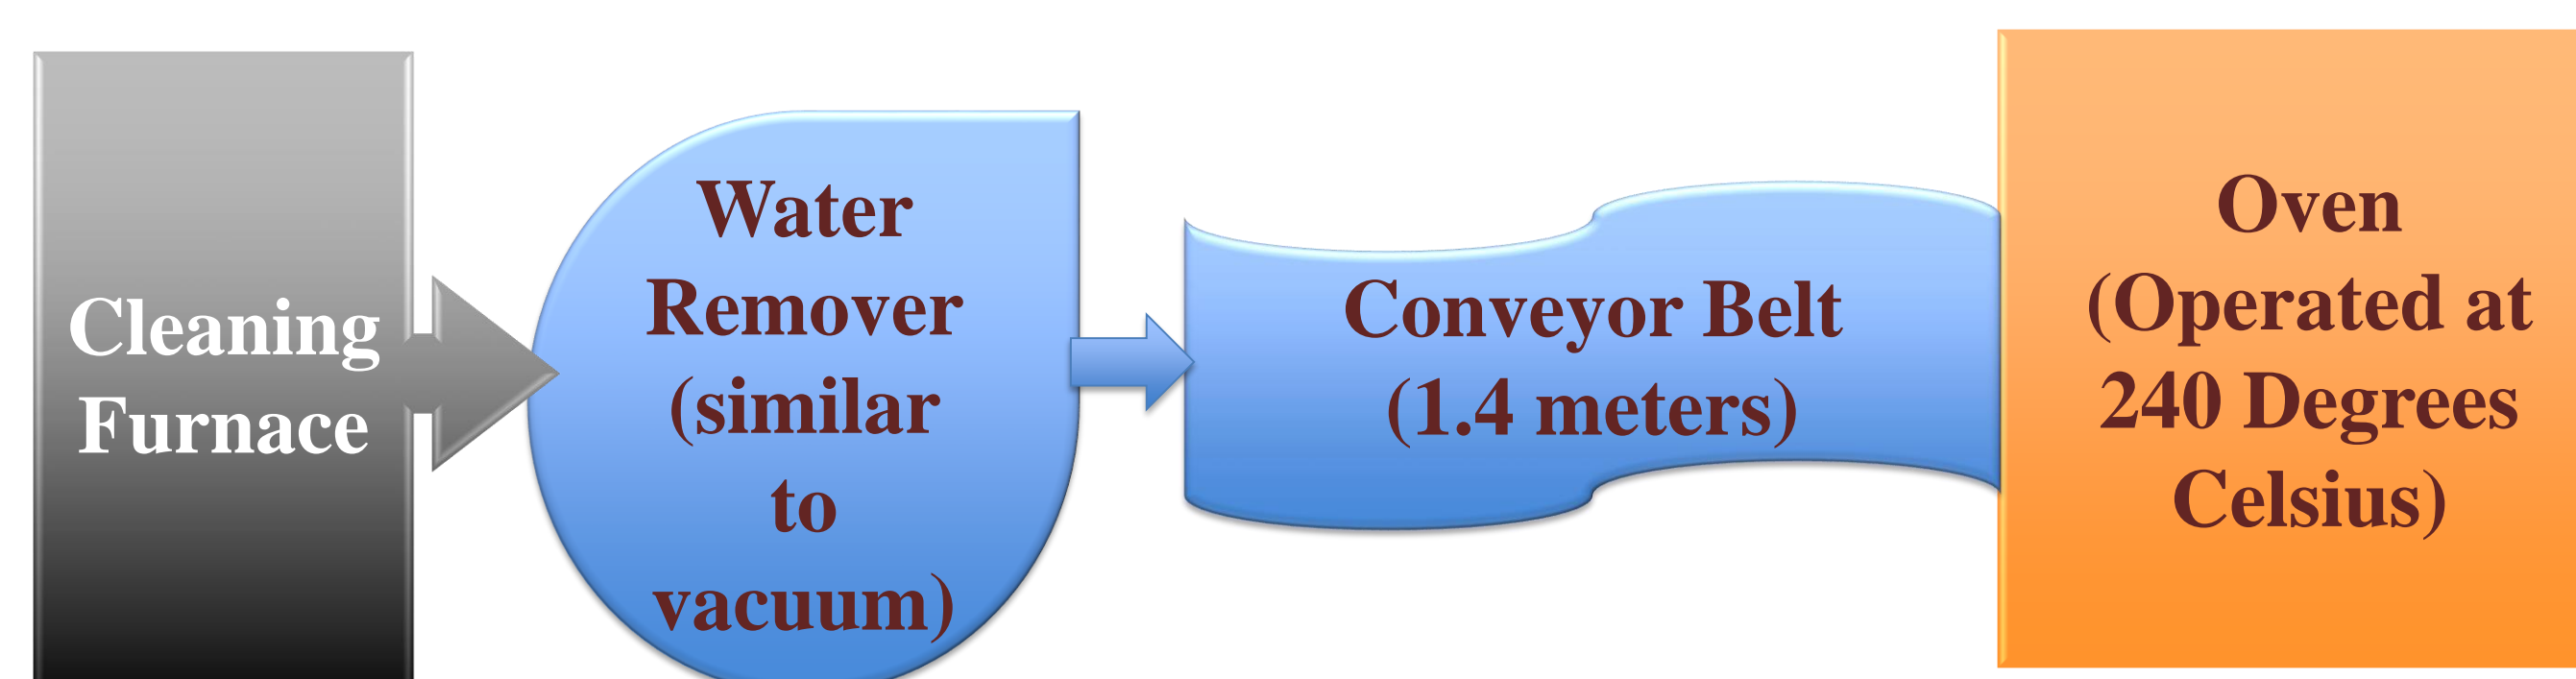 Cleaning
Furnace
Water
Remover
(similar
to
vacuum)
Conveyor Belt
(1.4 meters)
Oven
(Operated at
240 Degrees
Celsius)